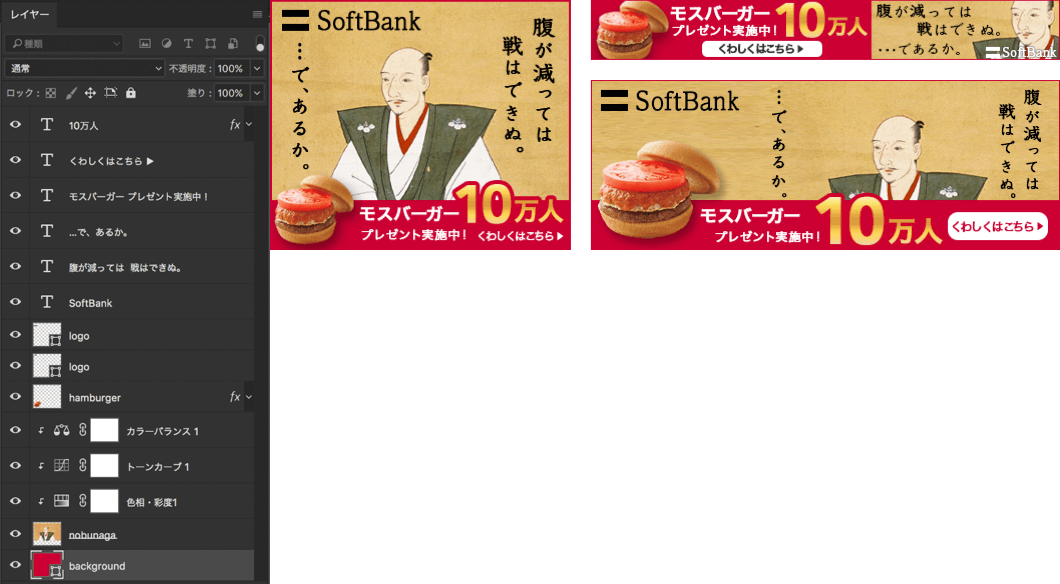 レイヤー
種類
通常
不透明度:
100%
ロック:
塗り:
100%
10万人
fx
くわしくはこちら ▶
モスバーガー プレゼント実施中!
...で、あるか。
腹が減っては 戦はできぬ。
SoftBank
logo
logo
hamburger
fx
カラーバランス 1
トーンカーブ 1
色相・彩度1
nobunaga
background
SoftBank
腹が減っては
戦はできぬ。
…で、あるか。
モスバーガー
10万人
プレゼント実施中!
くわしくはこちら▶
モスバーガー
プレゼント実施中!
10万人
くわしくはこちら▶
腹が減っては
戦はできぬ。
…であるか。
SoftBank
SoftBank
腹が減っては
戦はできぬ。
…で、あるか。
モスバーガー
プレゼント実施中!
10万人
くわしくはこちら▶